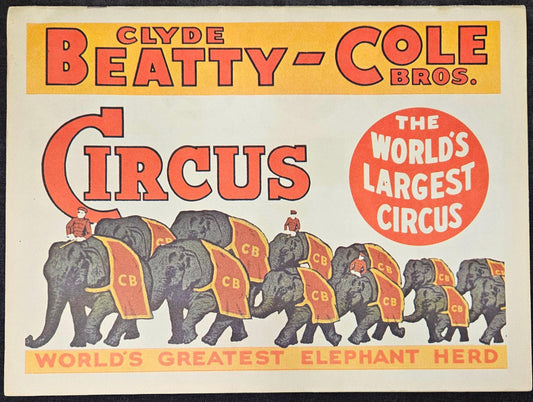 CLYDE
BEATTY-COLE
BROS.
CIRCUS
THE
WORLD'S
LARGEST
CIRCUS
CB
CB
CB
CB
CB
CB
CB
CB
CB
WORLD'S GREATEST ELEPHANT HERD